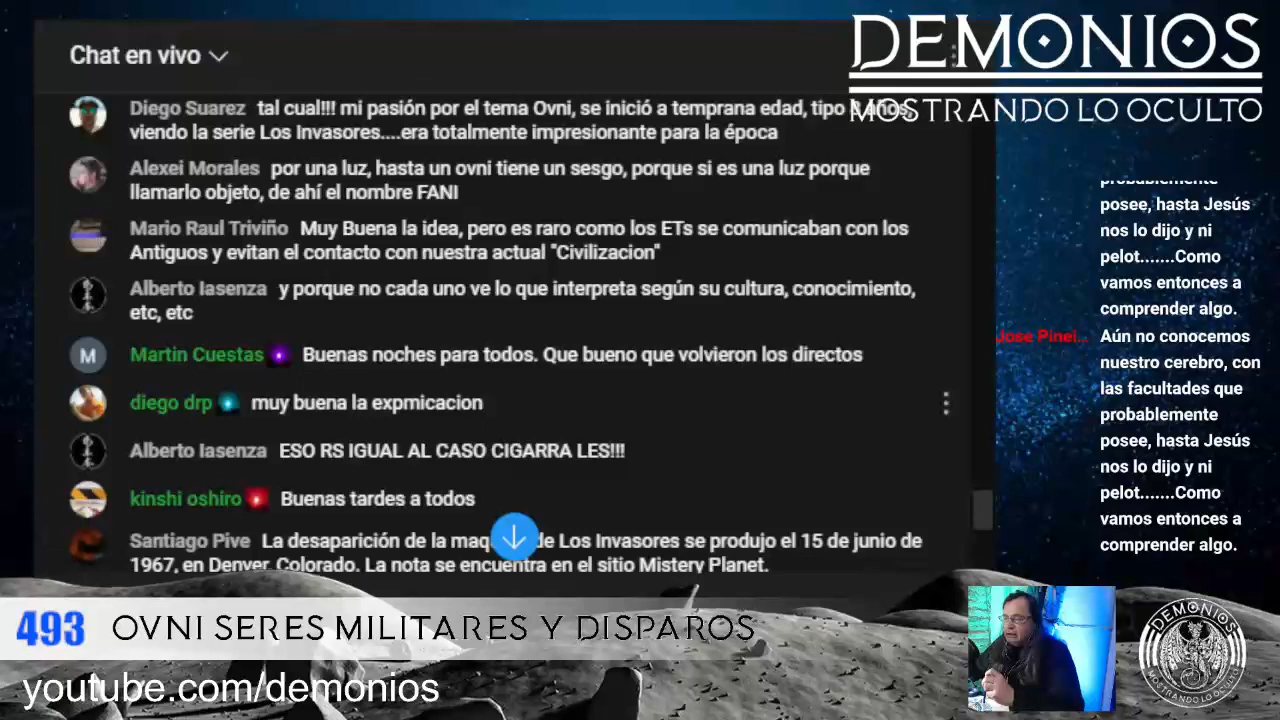 Chat en vivo
DEMONIOS
MOSTRANDO LO OCULTO
Diego Suarez tal cual!!! mi pasión por el tema Ovni, se inició a temprana edad, tipo
viendo la serie Los Invasores....era totalmente impresionante para la época
Alexei Morales por una luz, hasta un ovni tiene un sesgo, porque si es una luz porque
llamarlo objeto, de ahí el nombre FANI
Mario Raul Triviño Muy Buena la idea, pero es raro como los ETs se comunicaban con los
Antiguos y evitan el contacto con nuestra actual "Civilizacion"
Alberto Iasenza y porque no cada uno ve lo que interpreta según su cultura, conocimiento,
etc, etc
M Martin Cuestas Buenas noches para todos. Que bueno que volvieron los directos
diego drp muy buena la expmicacion
Alberto Iasenza ESO RS IGUAL AL CASO CIGARRA LES!!!
kinshi oshiro Buenas tardes a todos
Santiago Pive La desaparición de la maq de Los Invasores se produjo el 15 de junio de
1967, en Denver, Colorado. La nota se encuentra en el sitio Mistery Planet.
probablemente
posee, hasta Jesús
nos lo dijo y ni
pelot.......Como
vamos entonces a
comprender algo.
Jose Pinei... Aún no conocemos
nuestro cerebro, con
las facultades que
probablemente
posee, hasta Jesús
nos lo dijo y ni
pelot.......Como
vamos entonces a
comprender algo.
493 OVNI SERES MILITARES Y DISPAROS
youtube.com/demonios
DEMONIOS
MOSTRANDO LO OCULTO